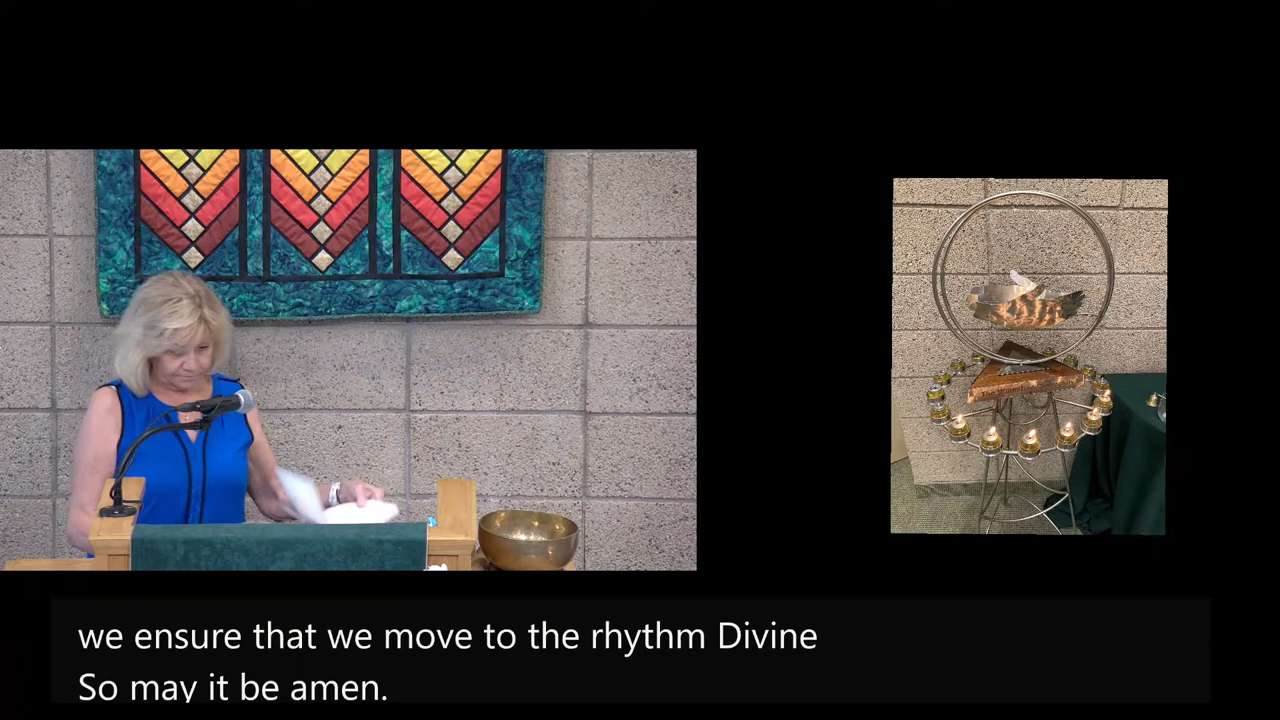 we ensure that we move to the rhythm Divine
So may it be amen.